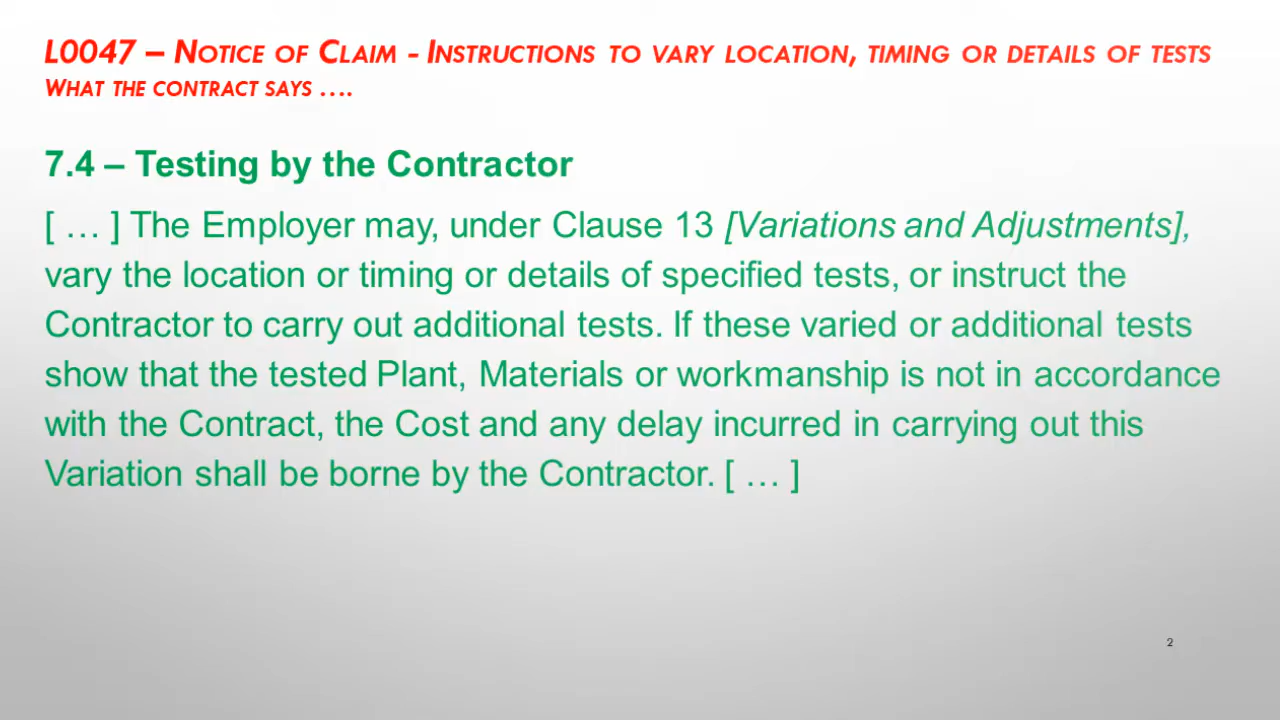 L0047 – Notice of Claim - Instructions to vary location, timing or details of tests
What the contract says ….
7.4 – Testing by the Contractor
[ … ] The Employer may, under Clause 13 [Variations and Adjustments],
vary the location or timing or details of specified tests, or instruct the
Contractor to carry out additional tests. If these varied or additional tests
show that the tested Plant, Materials or workmanship is not in accordance
with the Contract, the Cost and any delay incurred in carrying out this
Variation shall be borne by the Contractor. [ … ]
2